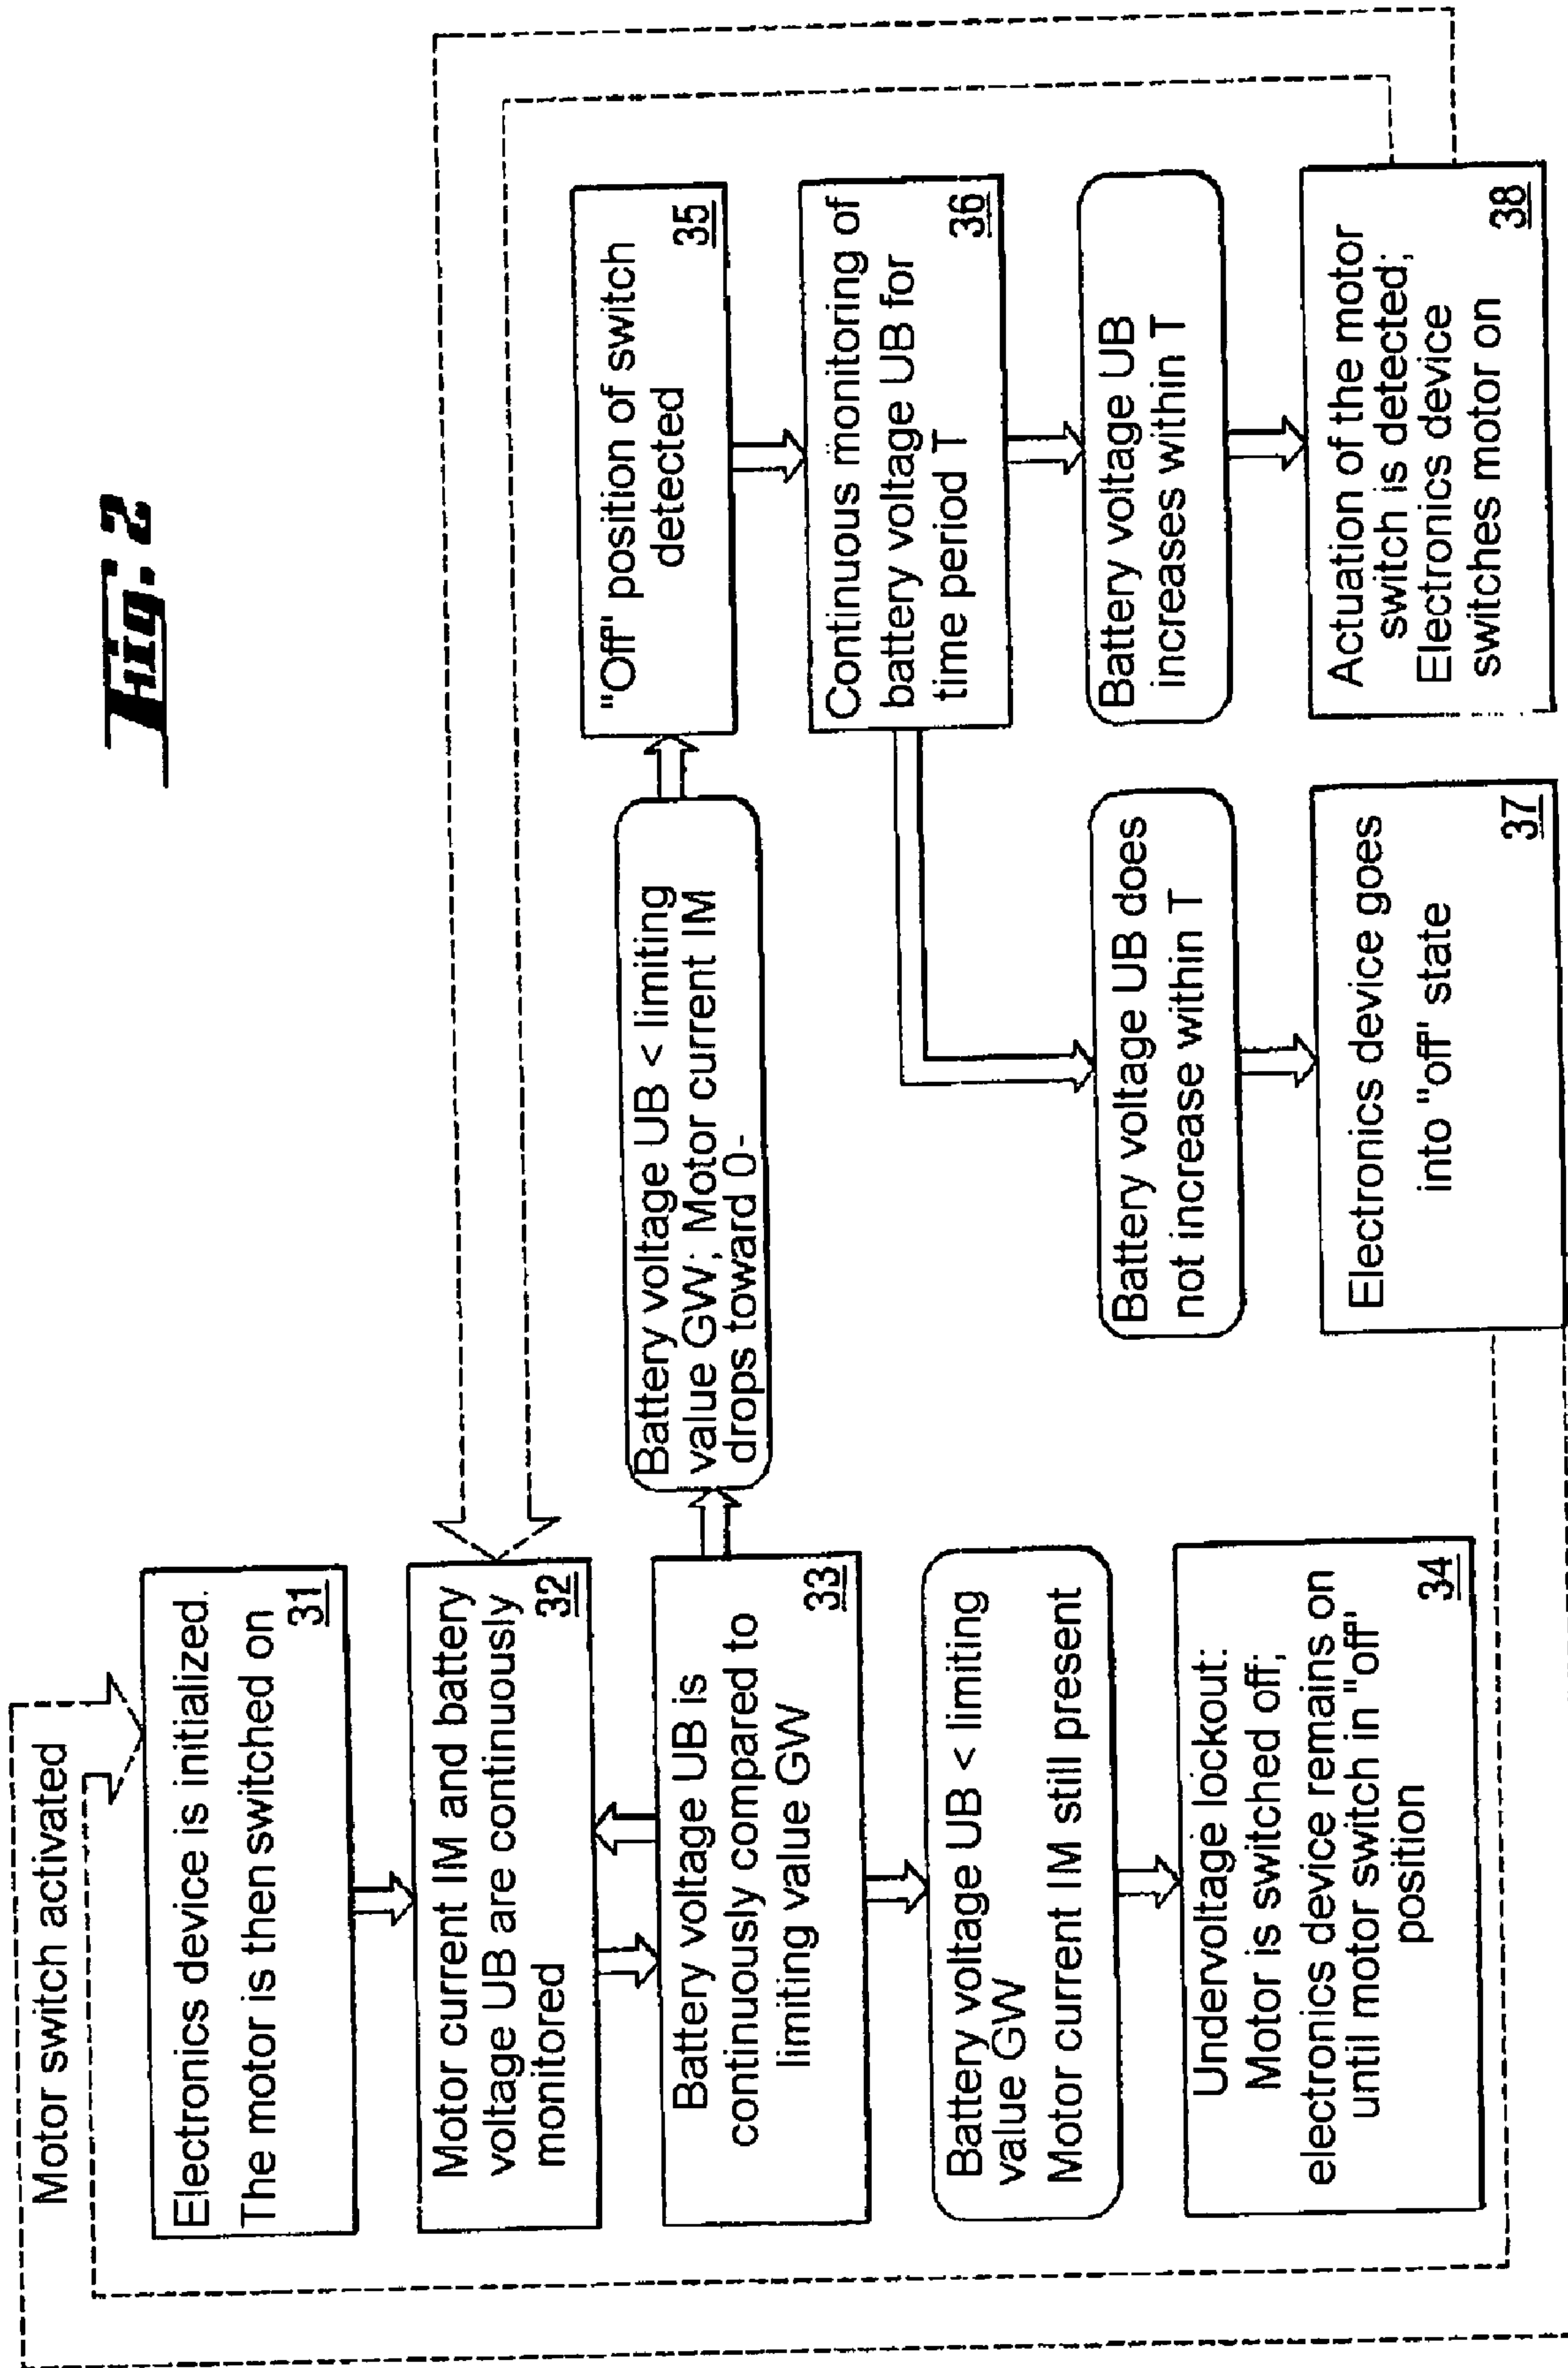 Fig. 2
Motor switch activated
Electronics device is initialized.
The motor is then switched on
31
Motor current IM and battery
voltage UB are continuously
monitored
32
Battery voltage UB is
continuously compared to
limiting value GW
33
Battery voltage UB < limiting
value GW
Motor current IM still present
Undervoltage lockout:
Motor is switched off;
electronics device remains on
until motor switch in "off"
position
34
Battery voltage UB < limiting
value GW; Motor current IM
drops toward 0-
"Off" position of switch
detected
35
Continuous monitoring of
battery voltage UB for
time period T
36
Battery voltage UB does
not increase within T
Electronics device goes
into "off" state
37
Battery voltage UB
increases within T
Actuation of the motor
switch is detected;
Electronics device
switches motor on
38